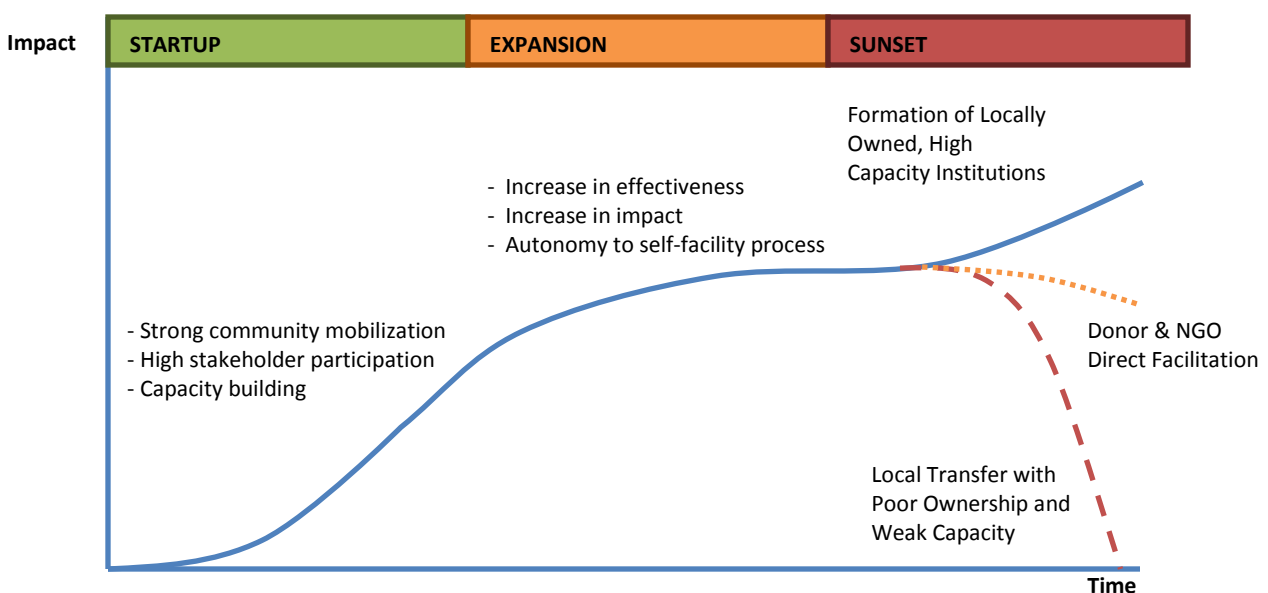 Impact
STARTUP
EXPANSION
SUNSET
Formation of Locally
Owned, High
Capacity Institutions
- Increase in effectiveness
- Increase in impact
- Autonomy to self-facility process
- Strong community mobilization
- High stakeholder participation
- Capacity building
Donor & NGO
Direct Facilitation
Local Transfer with
Poor Ownership and
Weak Capacity
Time